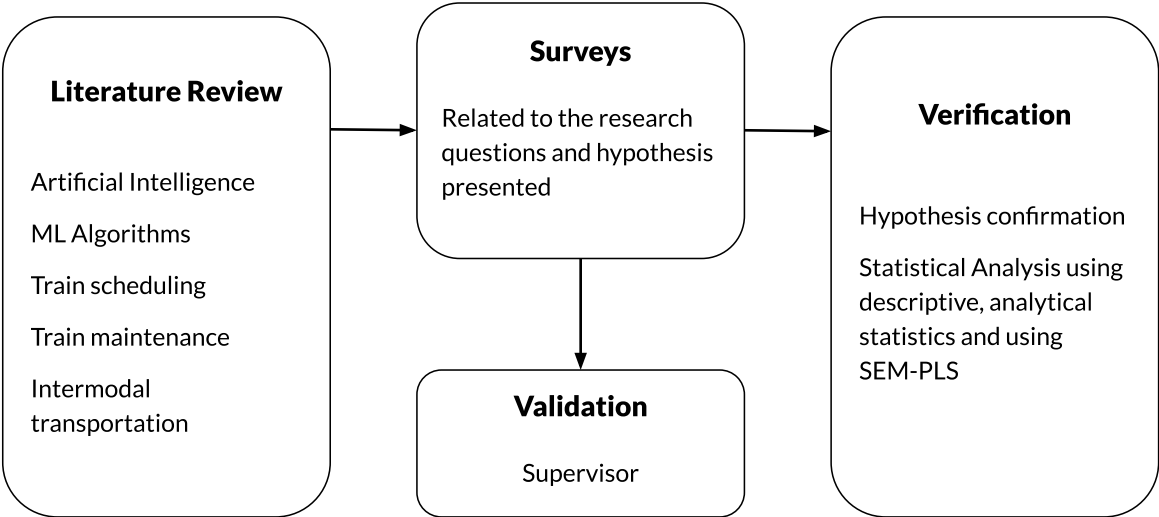 Literature Review
Artificial Intelligence
ML Algorithms
Train scheduling
Train maintenance
Intermodal
transportation
Surveys
Related to the research
questions and hypothesis
presented
Validation
Supervisor
Verification
Hypothesis confirmation
Statistical Analysis using
descriptive, analytical
statistics and using
SEM-PLS